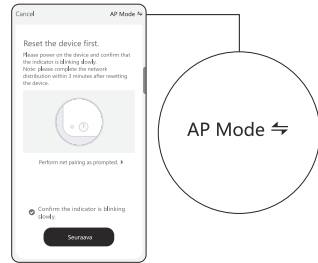 Cancel
AP Mode ⇋
Reset the device first.
Please power on the device and confirm that
the indicator is blinking slowly.
Note: please complete the network
distribution within 3 minutes after resetting
the device.
Perform net pairing as prompted.
Confirm the indicator is blinking
slowly.
Seuraava
AP Mode ⇋